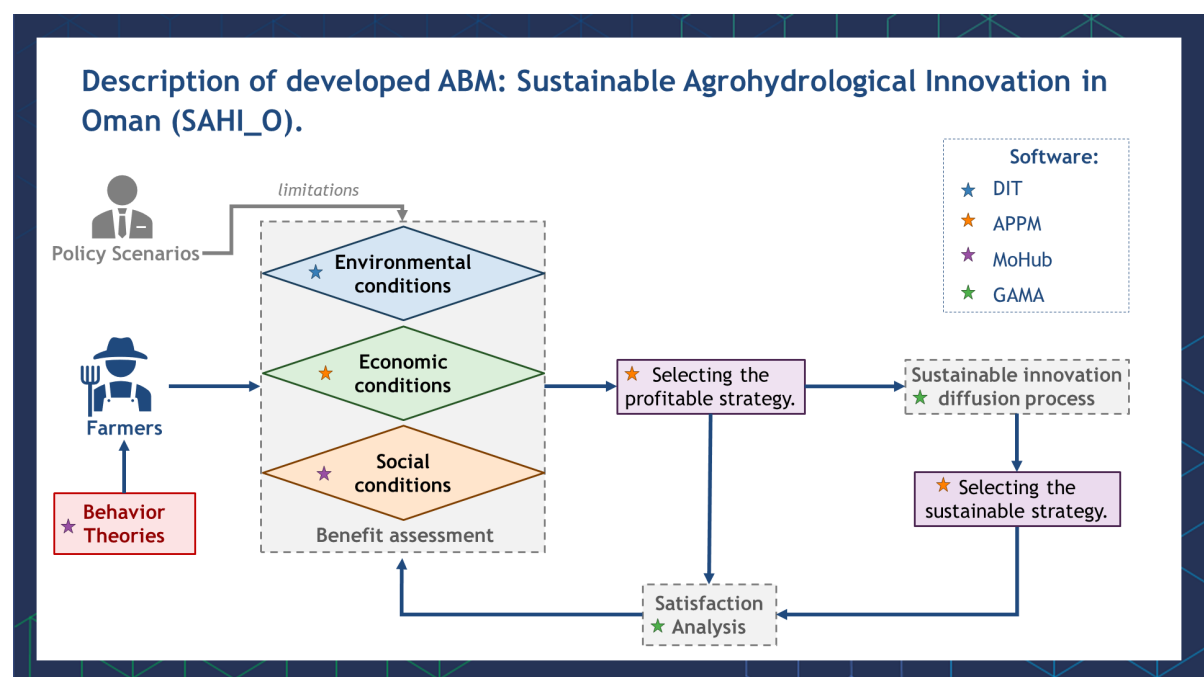 Description of developed ABM: Sustainable Agrohydrological Innovation in
Oman (SAHI_O).
Software:
DIT
APPM
MoHub
GAMA
limitations
Policy Scenarios
Environmental
conditions
Economic
conditions
Social
conditions
Benefit assessment
Farmers
Behavior
Theories
Selecting the
profitable strategy.
Sustainable innovation
diffusion process
Selecting the
sustainable strategy.
Satisfaction
Analysis